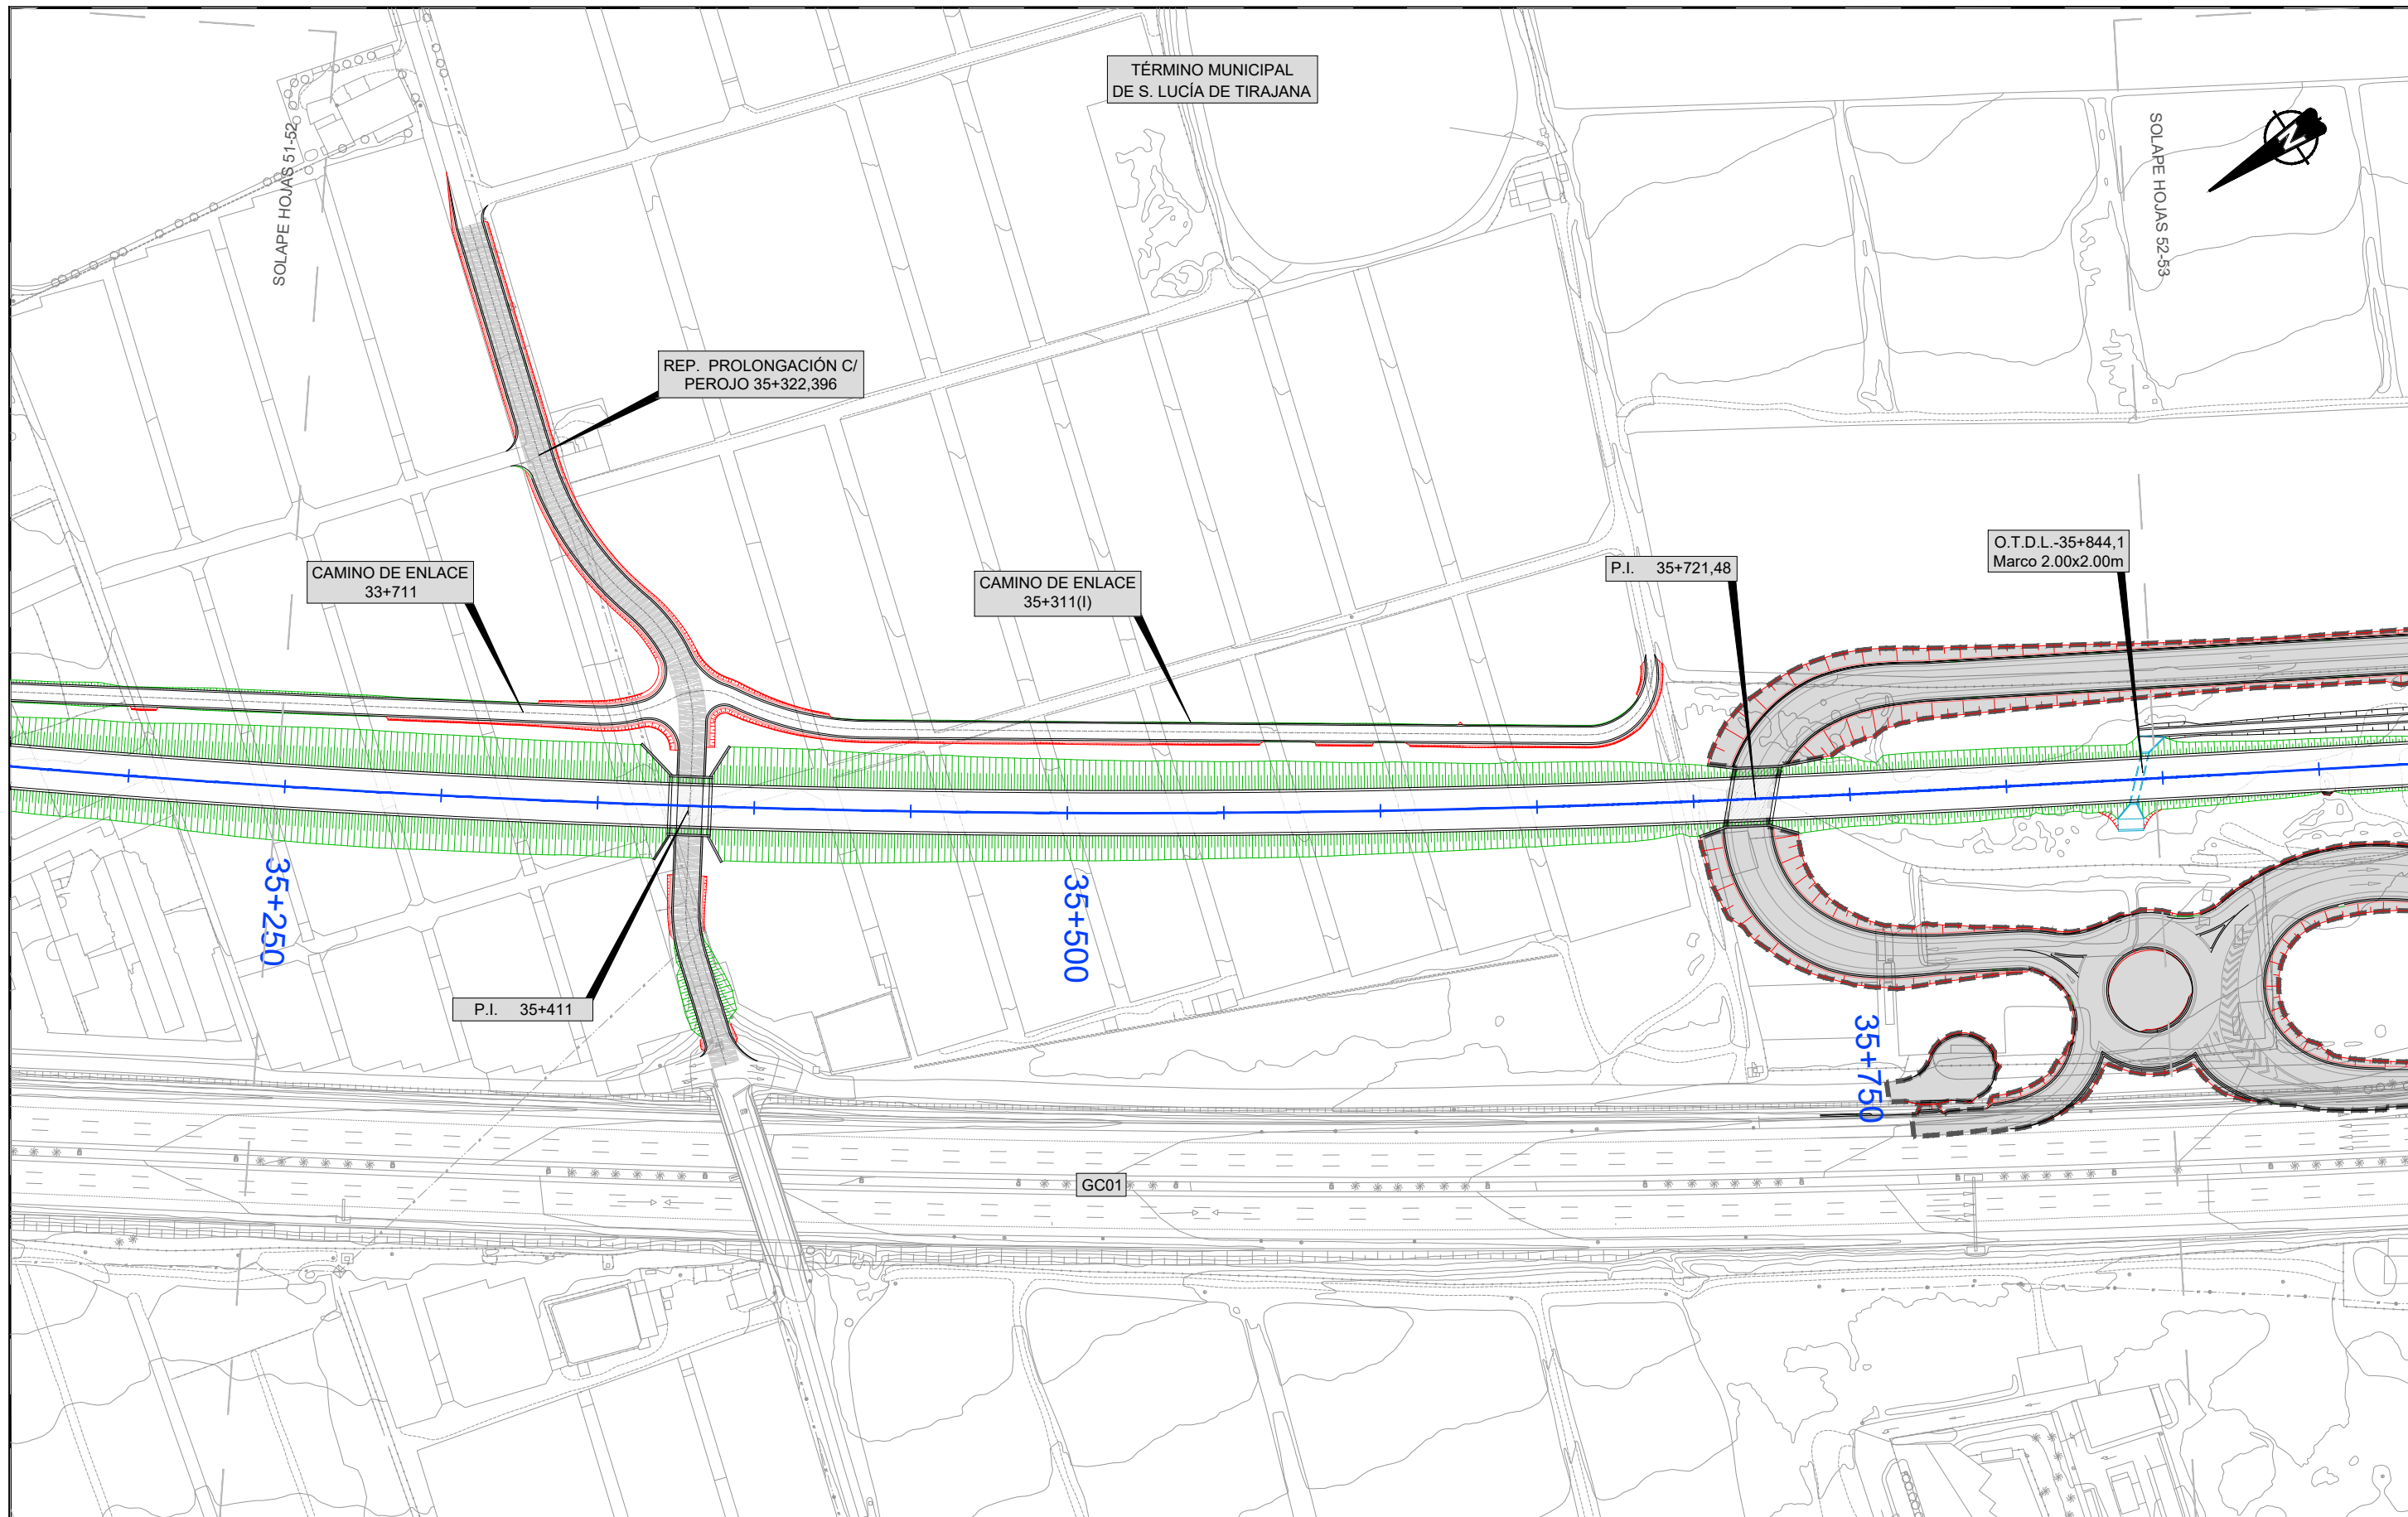 TÉRMINO MUNICIPAL
DE S. LUCÍA DE TIRAJANA
SOLAPE HOJAS 51-52
SOLAPE HOJAS 52-53
N
REP. PROLONGACIÓN C/
PEROJO 35+322,396
CAMINO DE ENLACE
33+711
CAMINO DE ENLACE
35+311(I)
P.I. 35+721,48
O.T.D.L.-35+844,1
Marco 2.00x2.00m
35+250
35+500
35+750
P.I. 35+411
GC01